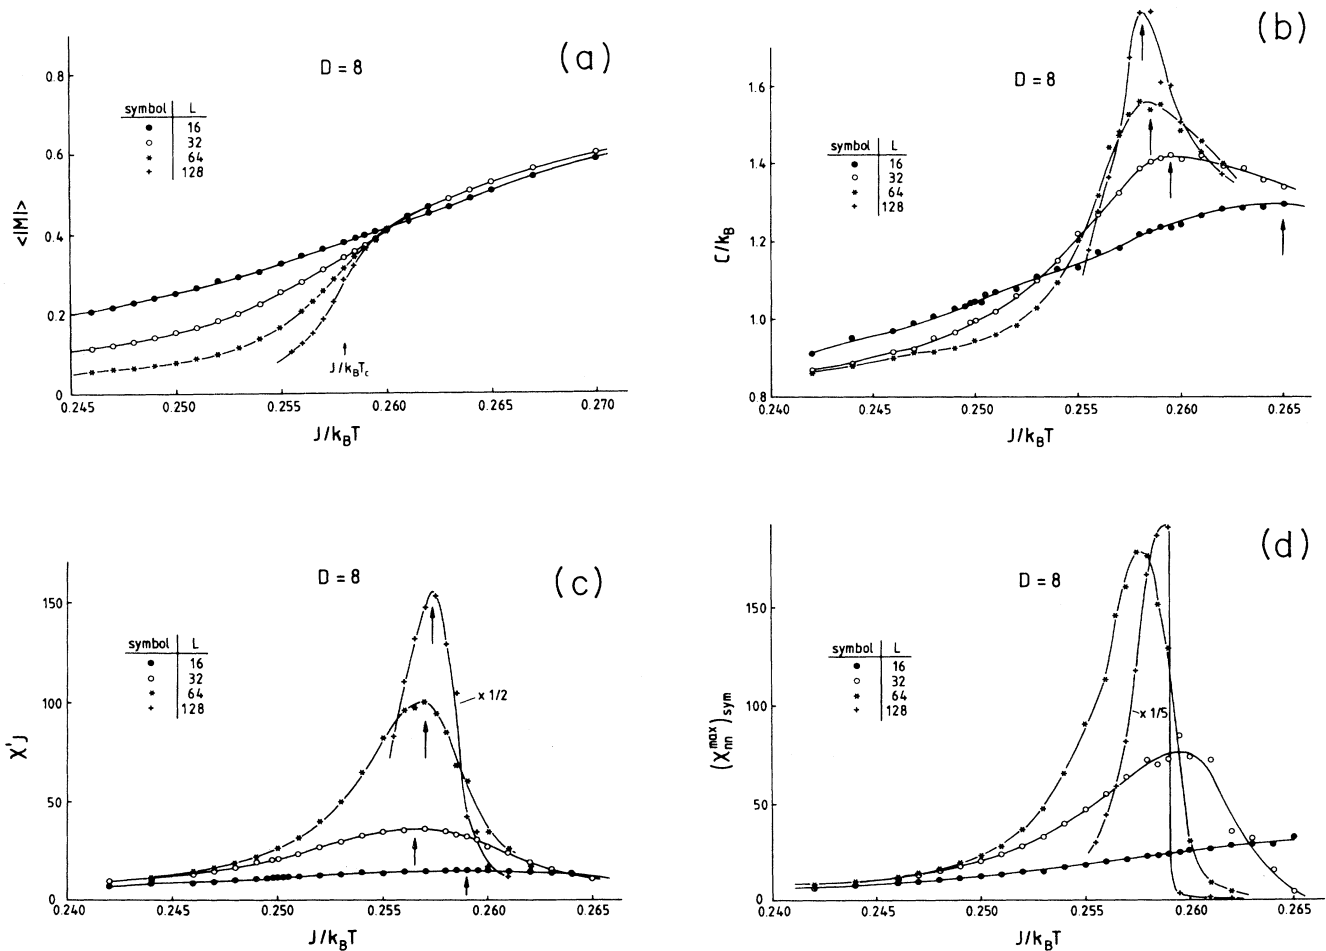 (a)
D = 8
symbol L
● 16
○ 32
* 64
+ 128
<|M|>
0.8
0.6
0.4
0.2
0
J/k_BT_c
0.245 0.250 0.255 0.260 0.265 0.270
J/k_BT
(b)
D = 8
symbol L
● 16
○ 32
* 64
+ 128
C/k_B
1.6
1.4
1.2
1.0
0.8
0.240 0.245 0.250 0.255 0.260 0.265
J/k_BT
(c)
D = 8
symbol L
● 16
○ 32
* 64
+ 128
χ'J
150
100
50
0
x 1/2
0.240 0.245 0.250 0.255 0.260 0.265
J/k_BT
(d)
D = 8
symbol L
● 16
○ 32
* 64
+ 128
(χ_nn^max)_sym
150
100
50
0
x 1/5
0.240 0.245 0.250 0.255 0.260 0.265
J/k_BT